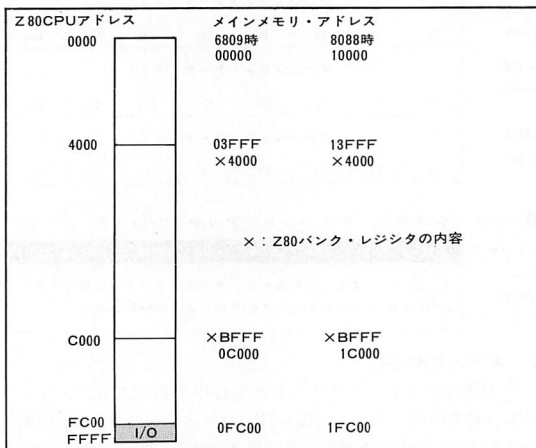 Z80CPUアドレス メインメモリ・アドレス
6809時 8088時
0000 00000 10000
03FFF 13FFF
4000 ×4000 ×4000
×:Z80バンク・レジシタの内容
×BFFF ×BFFF
C000 0C000 1C000
FC00 0FC00 1FC00
I/O
FFFF